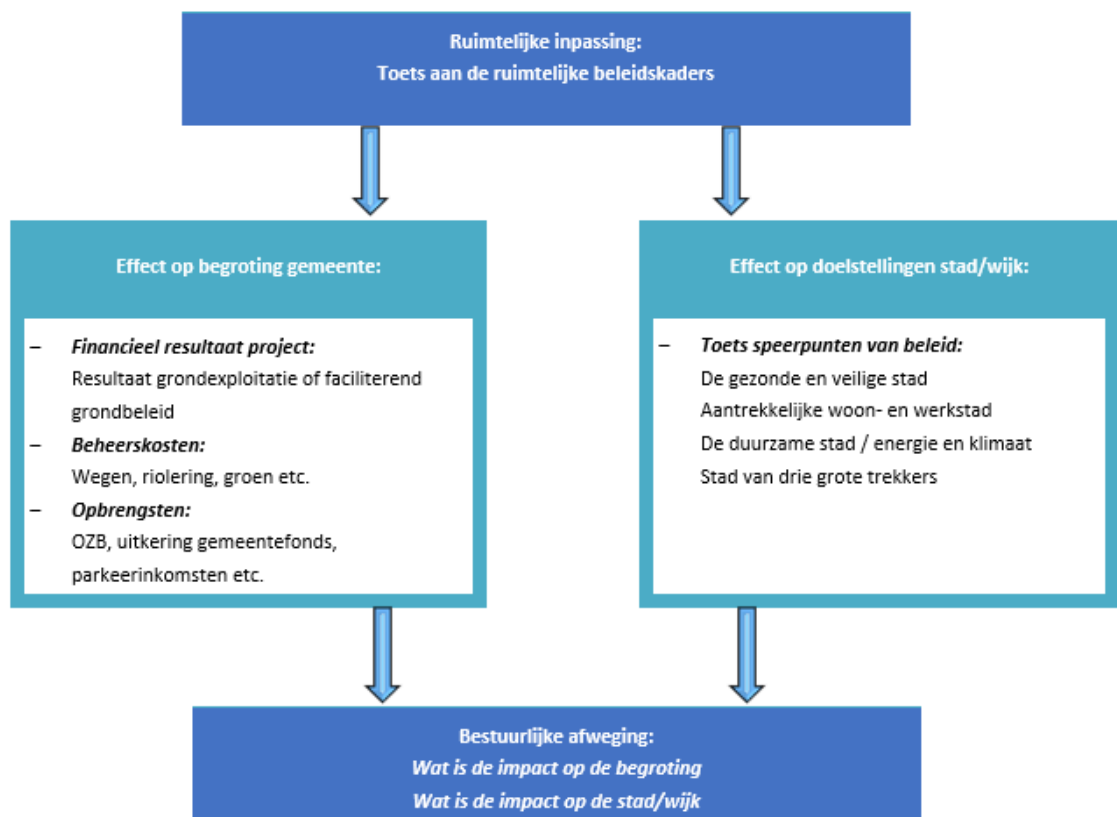 Ruimtelijke inpassing:
Toets aan de ruimtelijke beleidskaders
Effect op begroting gemeente:
– Financieel resultaat project:
Resultaat grondexploitatie of faciliterend
grondbeleid
– Beheerskosten:
Wegen, riolering, groen etc.
– Opbrengsten:
OZB, uitkering gemeentefonds,
parkeerinkomsten etc.
Effect op doelstellingen stad/wijk:
– Toets speerpunten van beleid:
De gezonde en veilige stad
Aantrekkelijke woon- en werkstad
De duurzame stad / energie en klimaat
Stad van drie grote trekkers
Bestuurlijke afweging:
Wat is de impact op de begroting
Wat is de impact op de stad/wijk